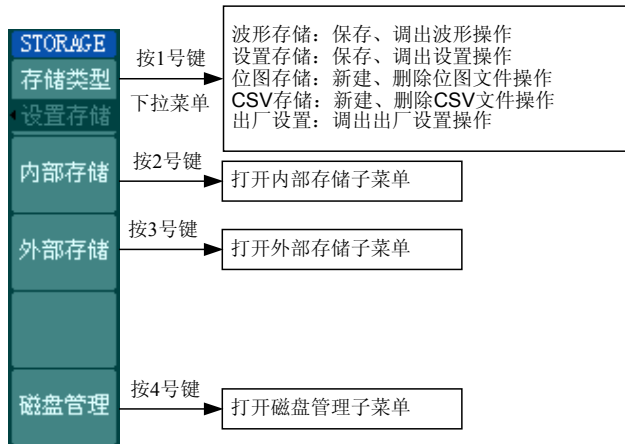 STORAGE
存储类型
设置存储
内部存储
外部存储
磁盘管理
按1号键
下拉菜单
波形存储：保存、调出波形操作
设置存储：保存、调出设置操作
位图存储：新建、删除位图文件操作
CSV存储：新建、删除CSV文件操作
出厂设置：调出出厂设置操作
按2号键
打开内部存储子菜单
按3号键
打开外部存储子菜单
按4号键
打开磁盘管理子菜单